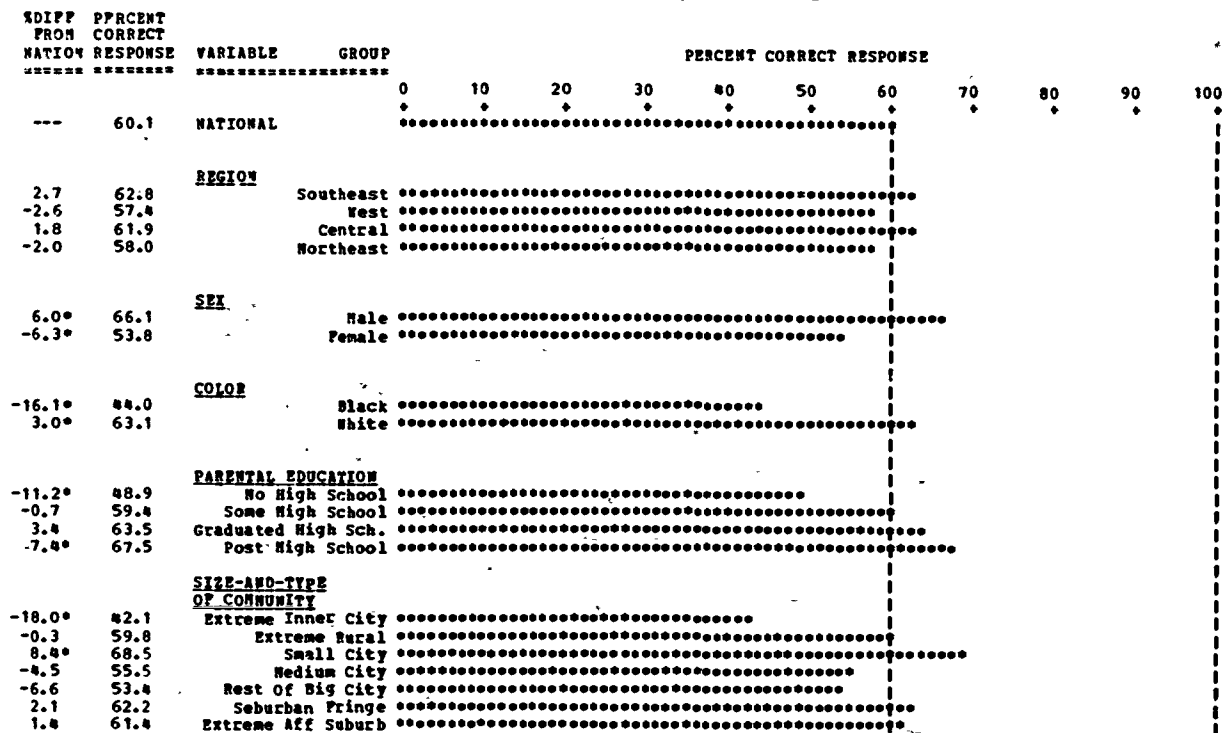 %DIFF PERCENT
FROM CORRECT
NATION RESPONSE VARIABLE GROUP PERCENT CORRECT RESPONSE
====== ======== ===================
0 10 20 30 40 50 60 70 80 90 100
--- 60.1 NATIONAL
REGION
2.7 62.8 Southeast
-2.6 57.4 West
1.8 61.9 Central
-2.0 58.0 Northeast
SEX
6.0* 66.1 Male
-6.3* 53.8 Female
COLOR
-16.1* 44.0 Black
3.0* 63.1 White
PARENTAL EDUCATION
-11.2* 48.9 No High School
-0.7 59.4 Some High School
3.4 63.5 Graduated High Sch.
-7.4* 67.5 Post High School
SIZE-AND-TYPE
OF COMMUNITY
-18.0* 42.1 Extreme Inner City
-0.3 59.8 Extreme Rural
8.4* 68.5 Small City
-4.5 55.5 Medium City
-6.6 53.4 Rest Of Big City
2.1 62.2 Seburban Fringe
1.4 61.4 Extreme Aff Suburb